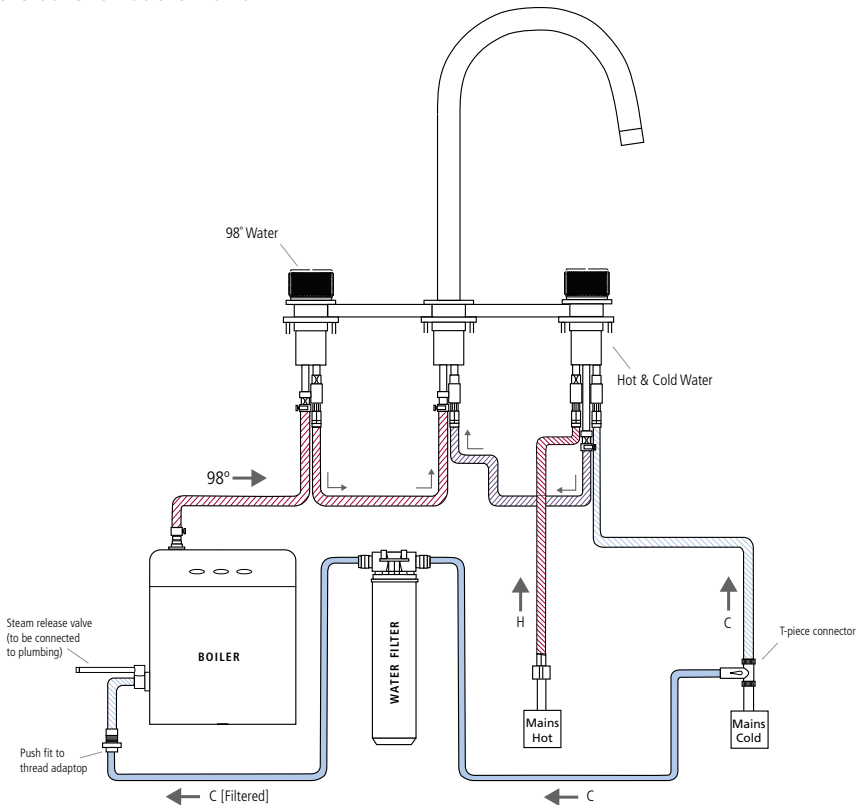 98° Water
Hot & Cold Water
98º
Steam release valve
(to be connected
to plumbing)
BOILER
WATER FILTER
H
C
T-piece connector
Mains
Hot
Mains
Cold
Push fit to
thread adaptop
C [Filtered]
C